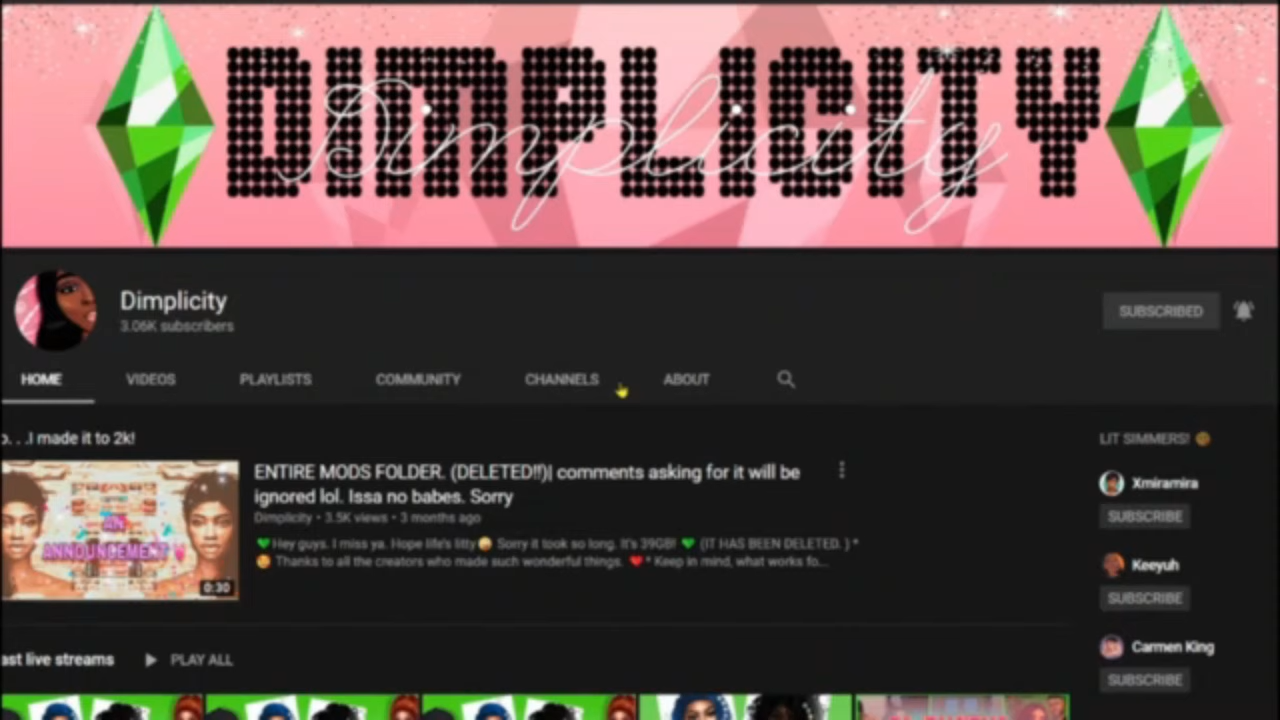 DIMPLICITY
Dimplicity
Dimplicity
3.06K subscribers
SUBSCRIBED
HOME VIDEOS PLAYLISTS COMMUNITY CHANNELS ABOUT
. . .I made it to 2k!
LIT SIMMERS!
ENTIRE MODS FOLDER. (DELETED!!)| comments asking for it will be
ignored lol. Issa no babes. Sorry
Dimplicity • 3.5K views • 3 months ago
Hey guys. I miss ya. Hope life's litty Sorry it took so long. It's 39GB! (IT HAS BEEN DELETED. ) *
Thanks to all the creators who made such wonderful things. * Keep in mind, what works fo...
AN
ANNOUNCEMENT
0:30
Xmiramira
SUBSCRIBE
Keeyuh
SUBSCRIBE
Carmen King
SUBSCRIBE
ast live streams PLAY ALL